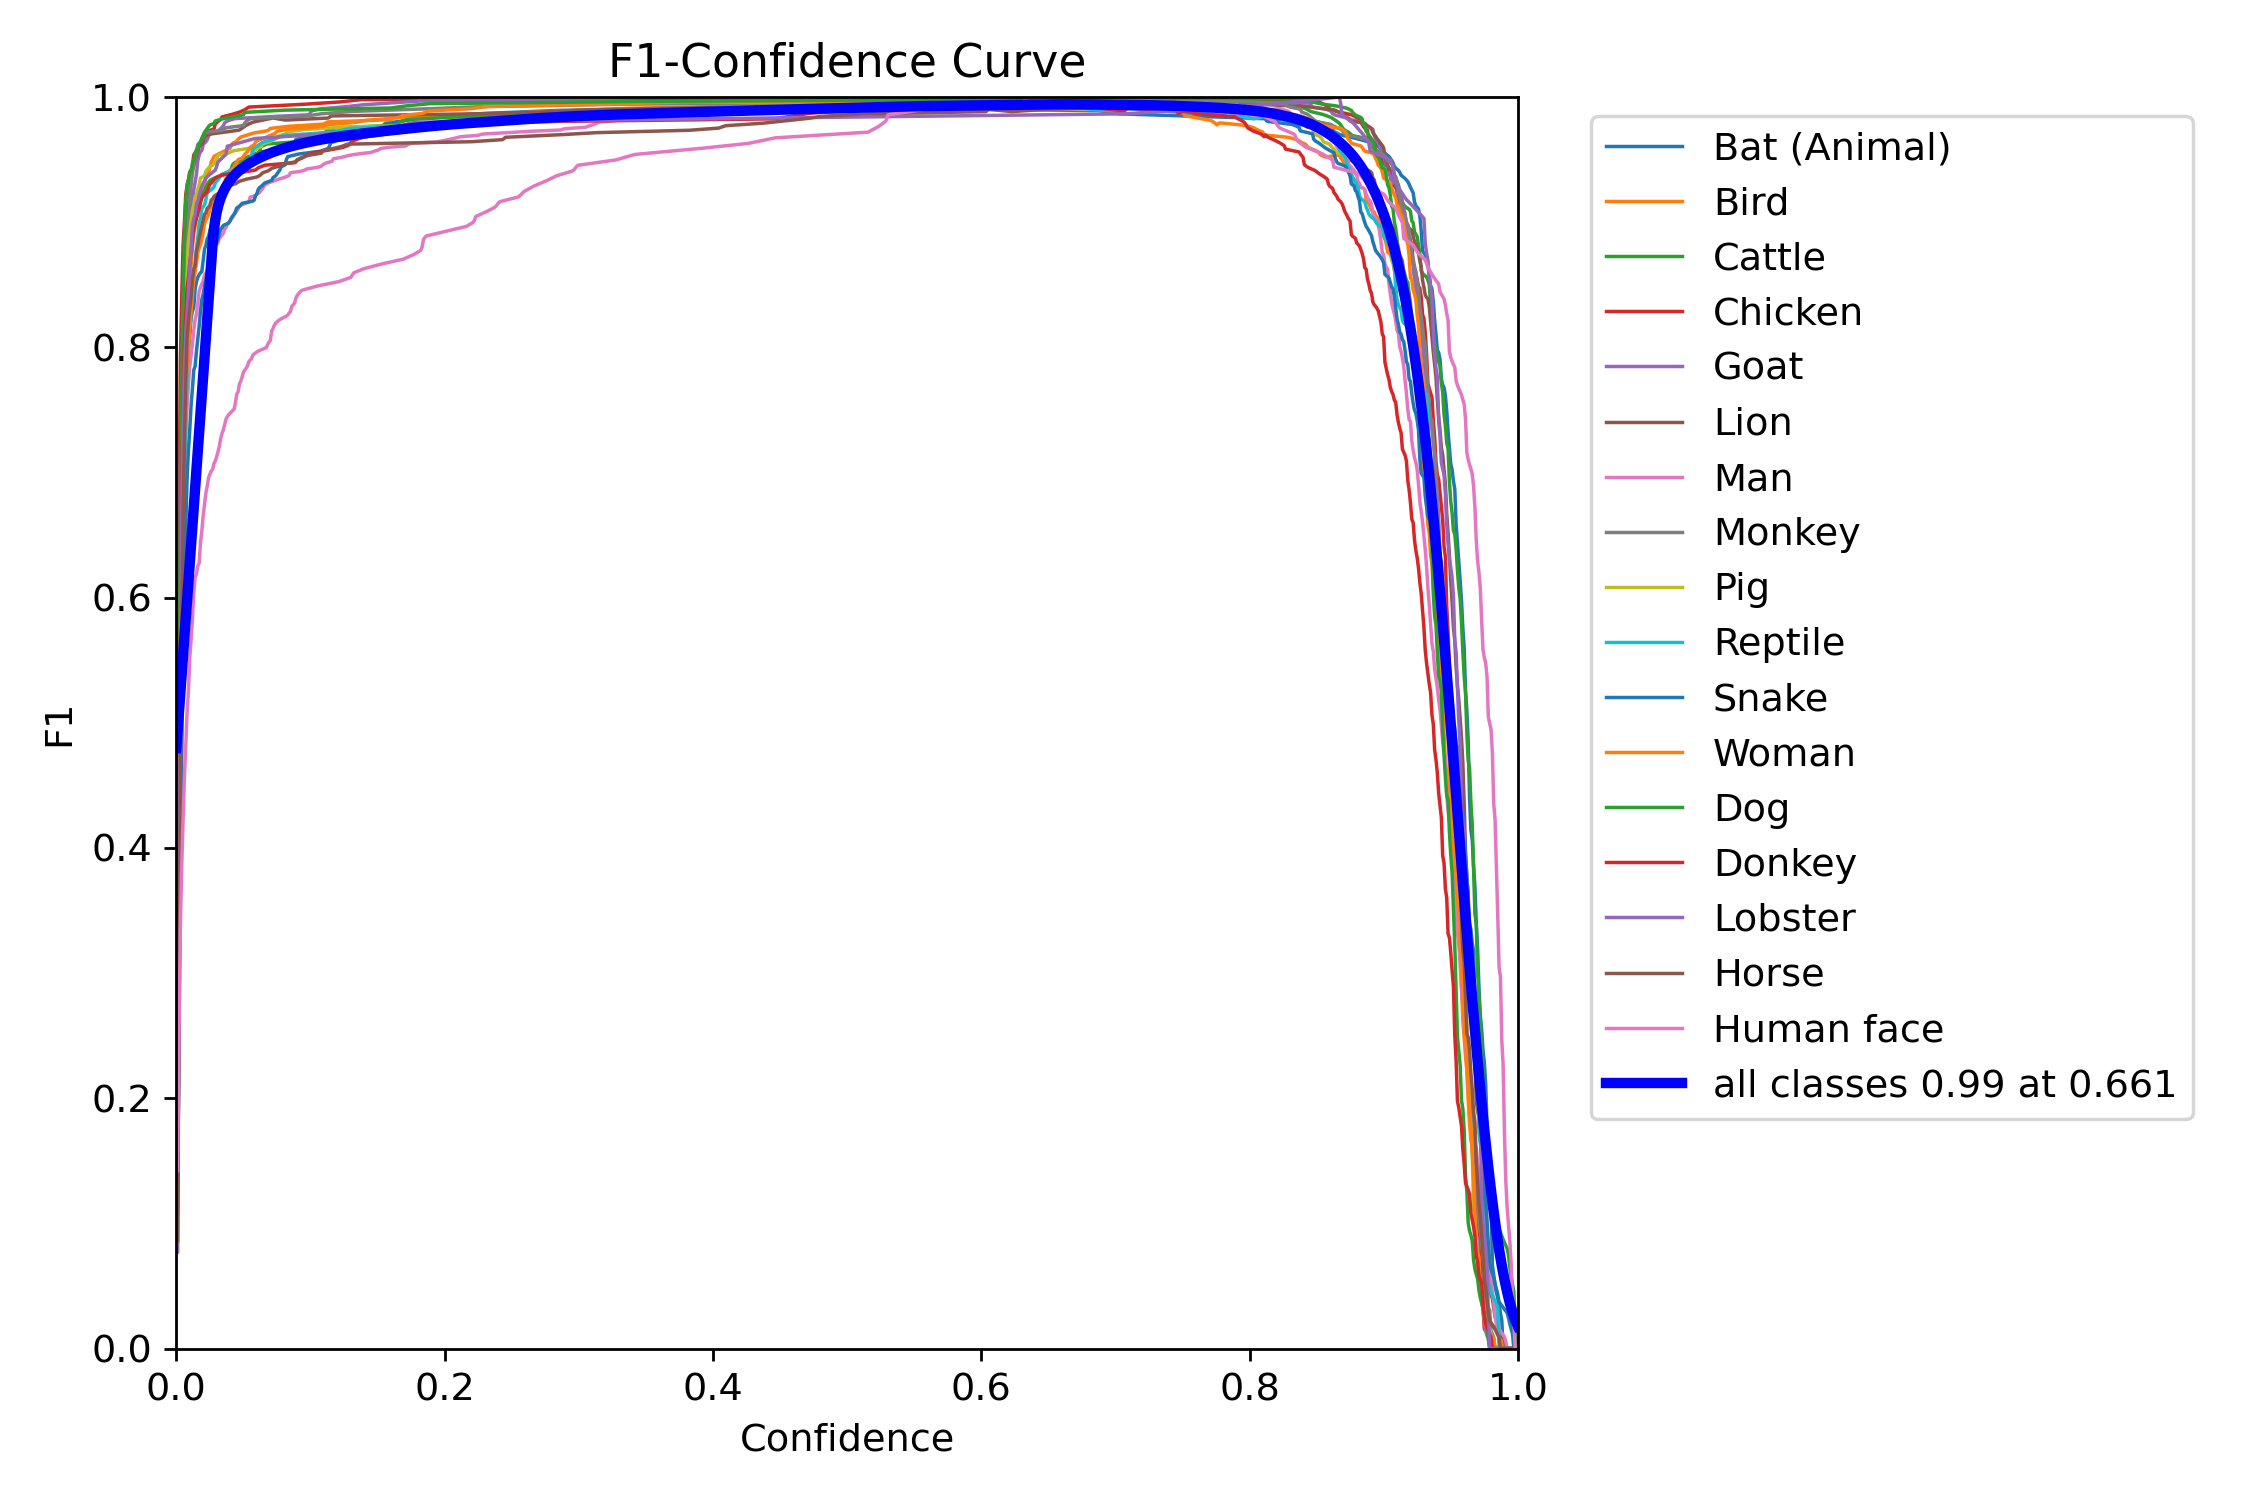 F1-Confidence Curve
1.0
0.8
0.6
0.4
0.2
0.0
F1
0.0 0.2 0.4 0.6 0.8 1.0
Confidence
Bat (Animal)
Bird
Cattle
Chicken
Goat
Lion
Man
Monkey
Pig
Reptile
Snake
Woman
Dog
Donkey
Lobster
Horse
Human face
all classes 0.99 at 0.661